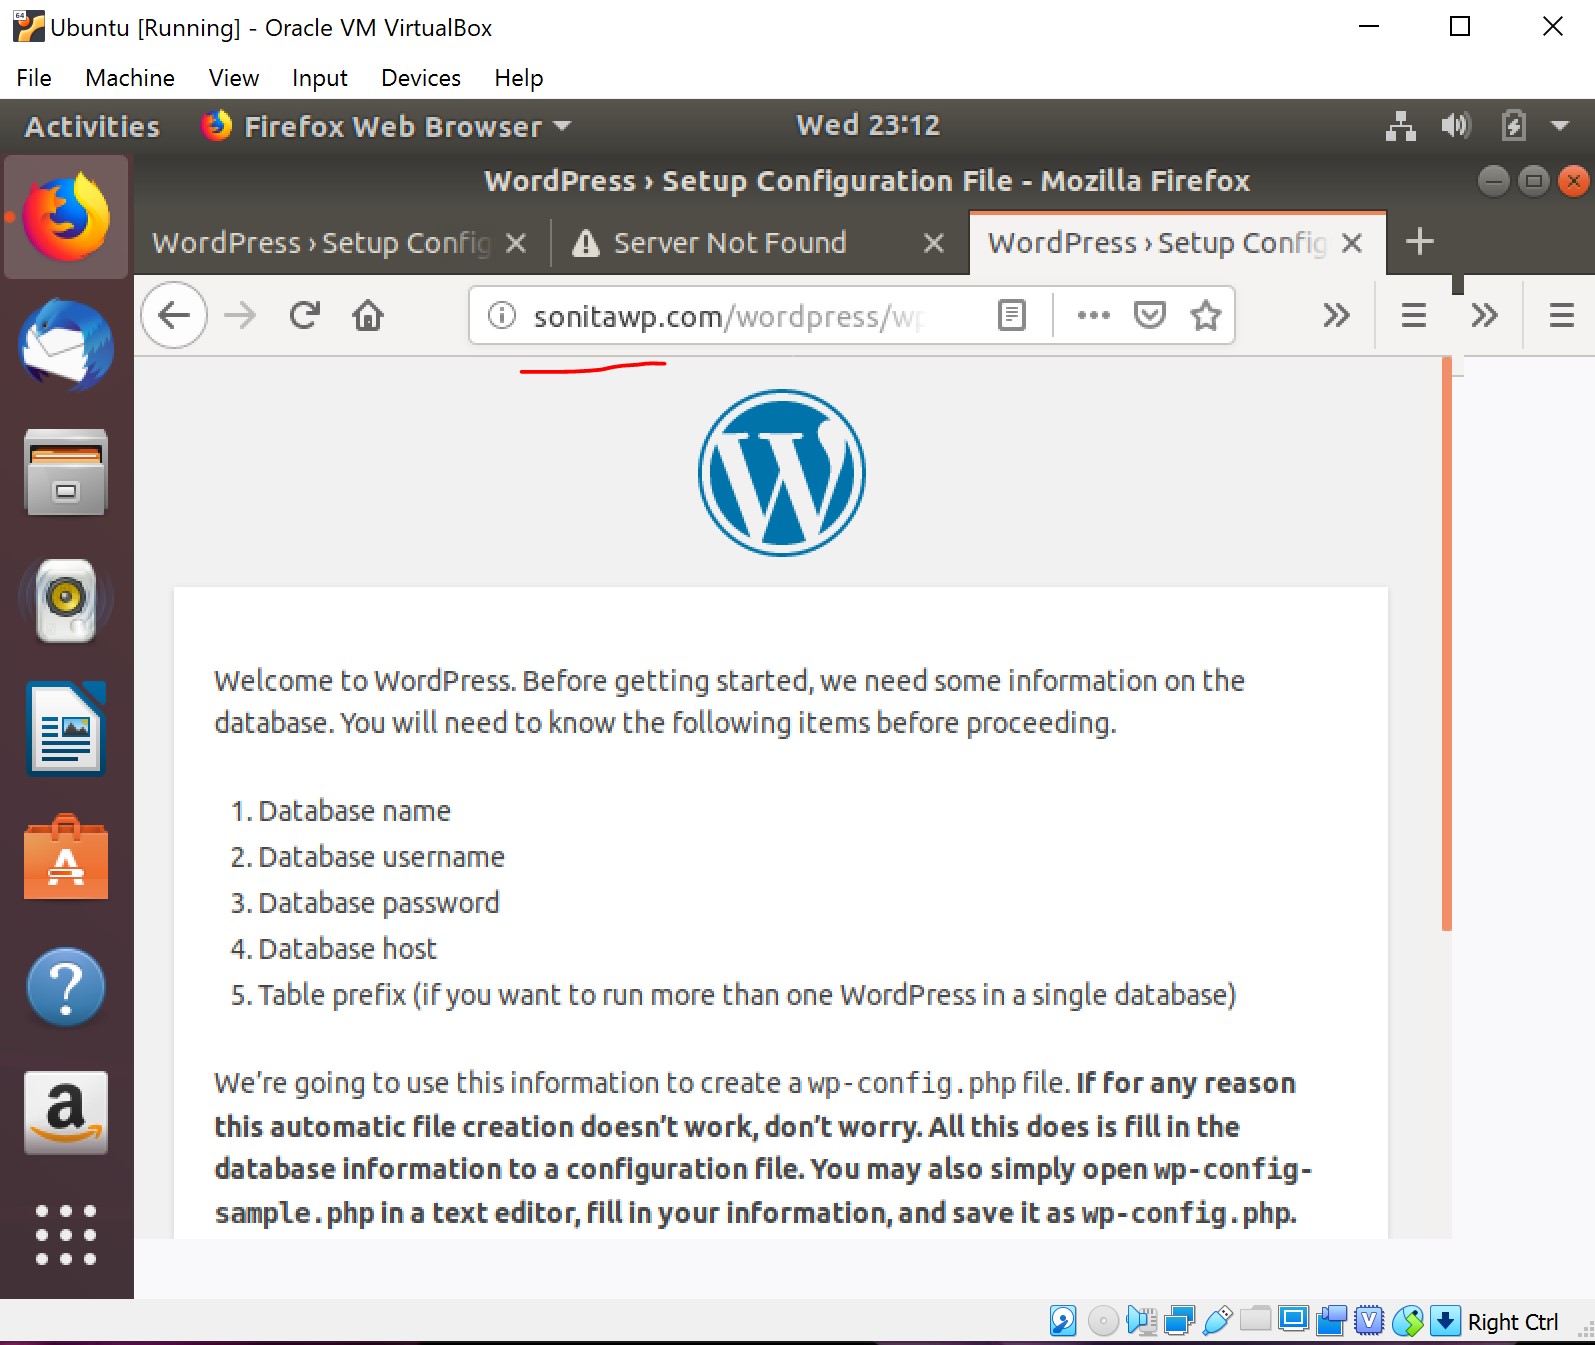 Ubuntu [Running] - Oracle VM VirtualBox
File Machine View Input Devices Help
Activities Firefox Web Browser Wed 23:12
WordPress › Setup Configuration File - Mozilla Firefox
WordPress › Setup Config Server Not Found WordPress › Setup Config
sonitawp.com/wordpress/wp
Welcome to WordPress. Before getting started, we need some information on the
database. You will need to know the following items before proceeding.
1. Database name
2. Database username
3. Database password
4. Database host
5. Table prefix (if you want to run more than one WordPress in a single database)
We’re going to use this information to create a wp-config.php file. If for any reason
this automatic file creation doesn’t work, don’t worry. All this does is fill in the
database information to a configuration file. You may also simply open wp-config-
sample.php in a text editor, fill in your information, and save it as wp-config.php.
Right Ctrl